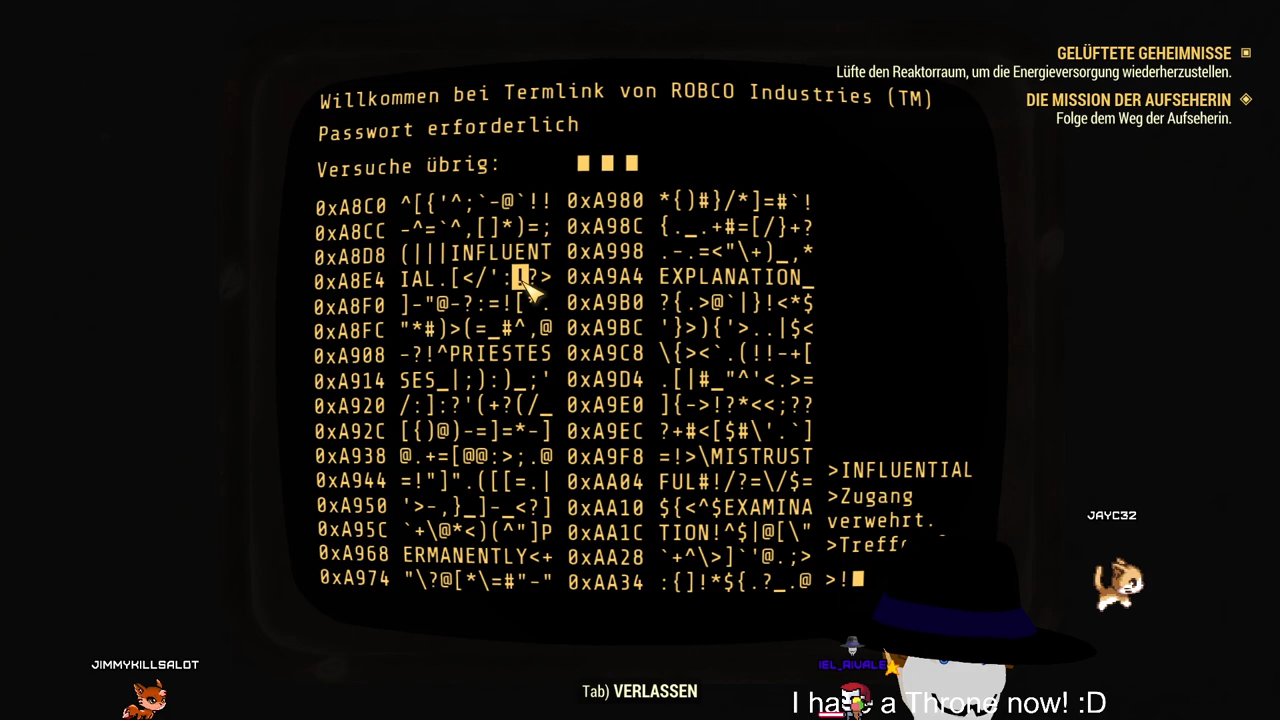 GELÜFTETE GEHEIMNISSE
Lüfte den Reaktorraum, um die Energieversorgung wiederherzustellen.
DIE MISSION DER AUFSEHERIN
Folge dem Weg der Aufseherin.
Willkommen bei Termlink von ROBCO Industries (TM)
Passwort erforderlich
Versuche übrig:
0xA8C0 ^[{'^;`-@`!! 0xA980 *{)#}/*]=#`!
0xA8CC -^=`^,[]*)=; 0xA98C {._.+#=[/}+?
0xA8D8 (|||INFLUENT 0xA998 .-.=<"\+)_,*
0xA8E4 IAL.[</':!?> 0xA9A4 EXPLANATION_
0xA8F0 ]-"@-?:=![ . 0xA9B0 ?{.>@`|}!<*$
0xA8FC "*#)>(=_#^,@ 0xA9BC '}>){'>..|$<
0xA908 -?!^PRIESTES 0xA9C8 \{><`.(!!-+[
0xA914 SES_|;):)_;' 0xA9D4 .[|#_"^'<.>=
0xA920 /:]:?'(+?(/_ 0xA9E0 ]{->!?*<<;??
0xA92C [{)@)-=]=*-] 0xA9EC ?+#<[$#\'.`]
0xA938 @.+=[@@:>;.@ 0xA9F8 =!>\MISTRUST
0xA944 =!"]".([[=.| 0xAA04 FUL#!/?=\/$=
0xA950 '>-,}_]-_<?] 0xAA10 ${<^$EXAMINA
0xA95C `+\@*<)(^"]P 0xAA1C TION!^$|@[\"
0xA968 ERMANENTLY<+ 0xAA28 `+^\>]`'@.;>
0xA974 "\?@[*\=#"-" 0xAA34 :{]!*${.?_.@
>INFLUENTIAL
>Zugang
verwehrt.
>!
JAYC32
JIMMYKILLSALOT
IEL_RIVALE
Tab) VERLASSEN
I have a Throne now! :D